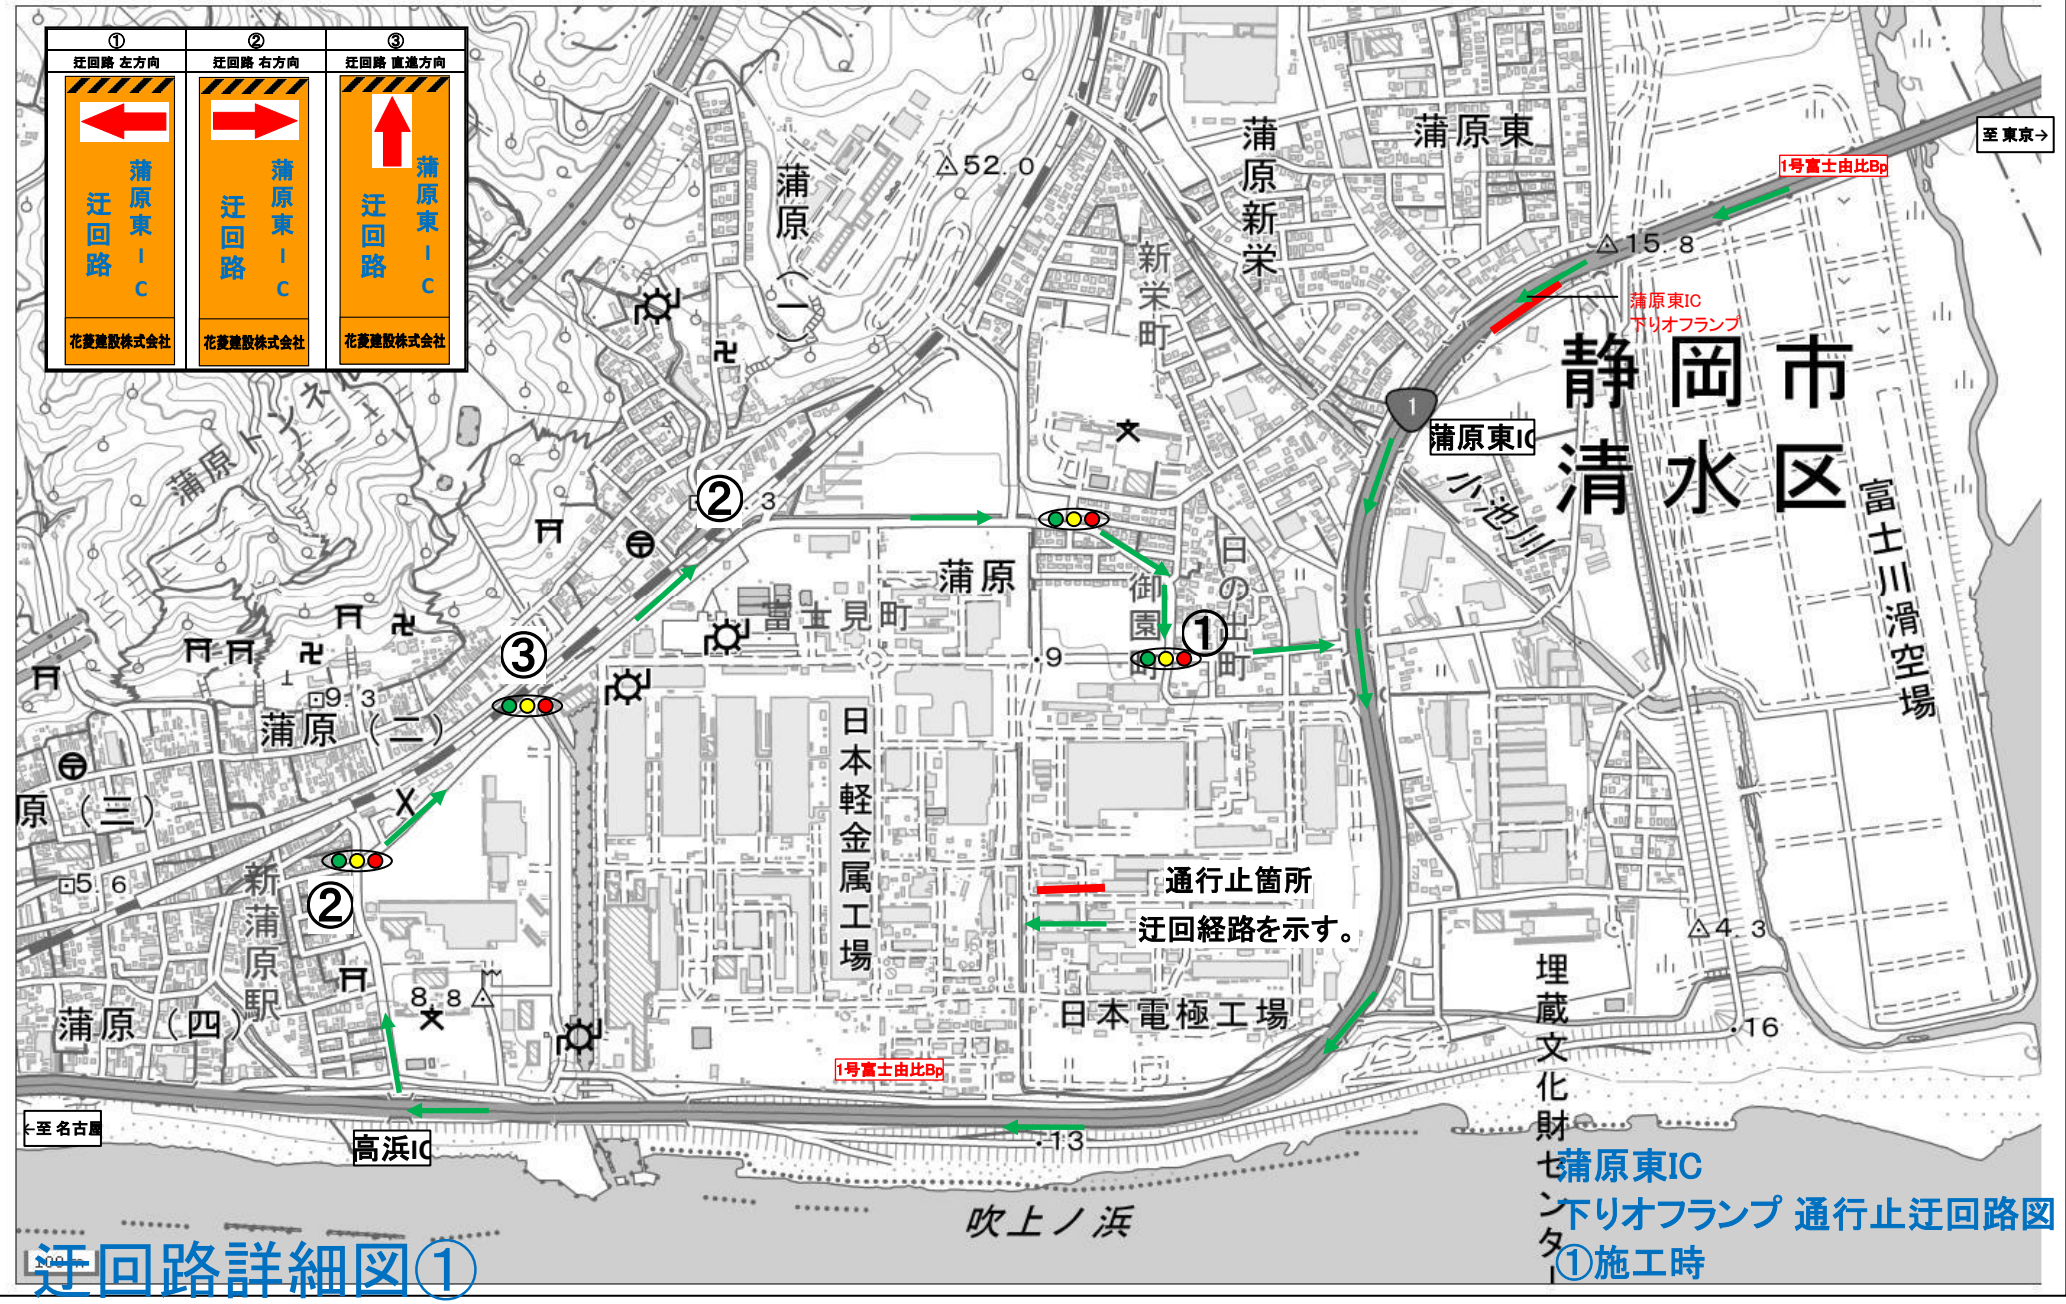 ① ② ③
迂回路 左方向 迂回路 右方向 迂回路 直進方向
蒲原東IC
迂回路
花菱建設株式会社
蒲原東IC
迂回路
花菱建設株式会社
蒲原東IC
迂回路
花菱建設株式会社
至 東京→
1号富士由比Bp
蒲原東
蒲原新栄
新栄町
蒲原(一)
52.0
15.8
蒲原東IC
下りオフランプ
静岡市
清水区
1
蒲原東IC
小池川
富士川滑空場
蒲原トンネ
②
3
蒲原
日の出町
御園町
①
富士見町
9
③
9.3
蒲原(二)
原(三)
5.6
新蒲原駅
②
X
日本軽金属工場
通行止箇所
迂回経路を示す。
日本電極工場
4.3
16
埋蔵文化財センター
8.8
蒲原(四)
1号富士由比Bp
←至 名古屋
高浜IC
13
吹上ノ浜
蒲原東IC
下りオフランプ 通行止迂回路図
①施工時
100 m
迂回路詳細図①